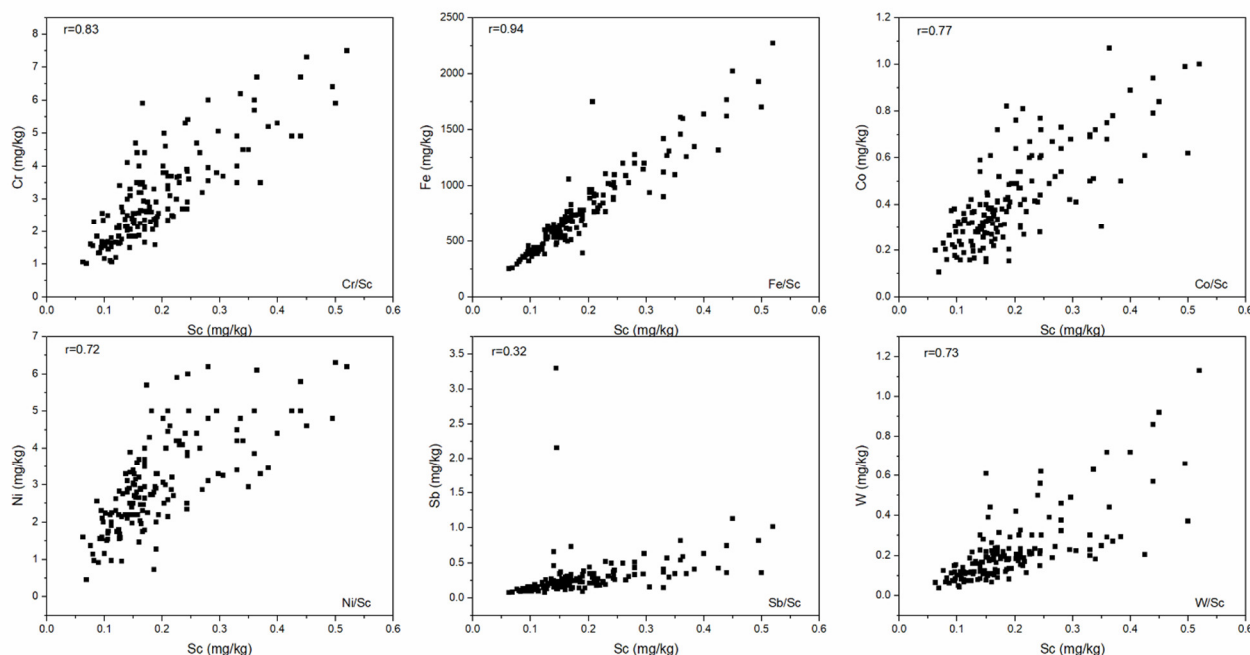 r=0.83
Cr (mg/kg)
8
7
6
5
4
3
2
1
0
0.0 0.1 0.2 0.3 0.4 0.5 0.6
Cr/Sc
Sc (mg/kg)
r=0.94
Fe (mg/kg)
2500
2000
1500
1000
500
0
0.0 0.1 0.2 0.3 0.4 0.5 0.6
Fe/Sc
Sc (mg/kg)
r=0.77
Co (mg/kg)
1.2
1.0
0.8
0.6
0.4
0.2
0.0
0.0 0.1 0.2 0.3 0.4 0.5 0.6
Co/Sc
Sc (mg/kg)
r=0.72
Ni (mg/kg)
7
6
5
4
3
2
1
0
0.0 0.1 0.2 0.3 0.4 0.5 0.6
Ni/Sc
Sc (mg/kg)
r=0.32
Sb (mg/kg)
3.5
3.0
2.5
2.0
1.5
1.0
0.5
0.0
0.0 0.1 0.2 0.3 0.4 0.5 0.6
Sb/Sc
Sc (mg/kg)
r=0.73
W (mg/kg)
1.2
1.0
0.8
0.6
0.4
0.2
0.0
0.0 0.1 0.2 0.3 0.4 0.5 0.6
W/Sc
Sc (mg/kg)